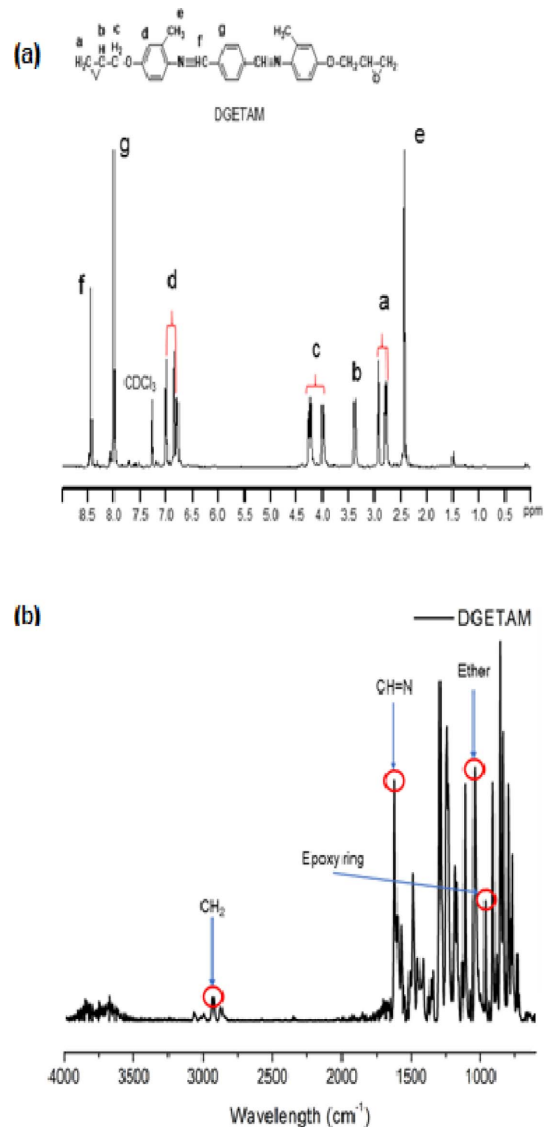 (a)
a b c d e f g
H₂C H C H₂ C O CH₃ N=CH CH=N H₃C O-CH₂-CH-CH₂ O
DGETAM
f g CDCl₃ d c b a e
8.5 8.0 7.5 7.0 6.5 6.0 5.5 5.0 4.5 4.0 3.5 3.0 2.5 2.0 1.5 1.0 0.5 ppm
(b)
DGETAM
CH=N Ether
Epoxy ring
CH₂
4000 3500 3000 2500 2000 1500 1000
Wavelength (cm⁻¹)